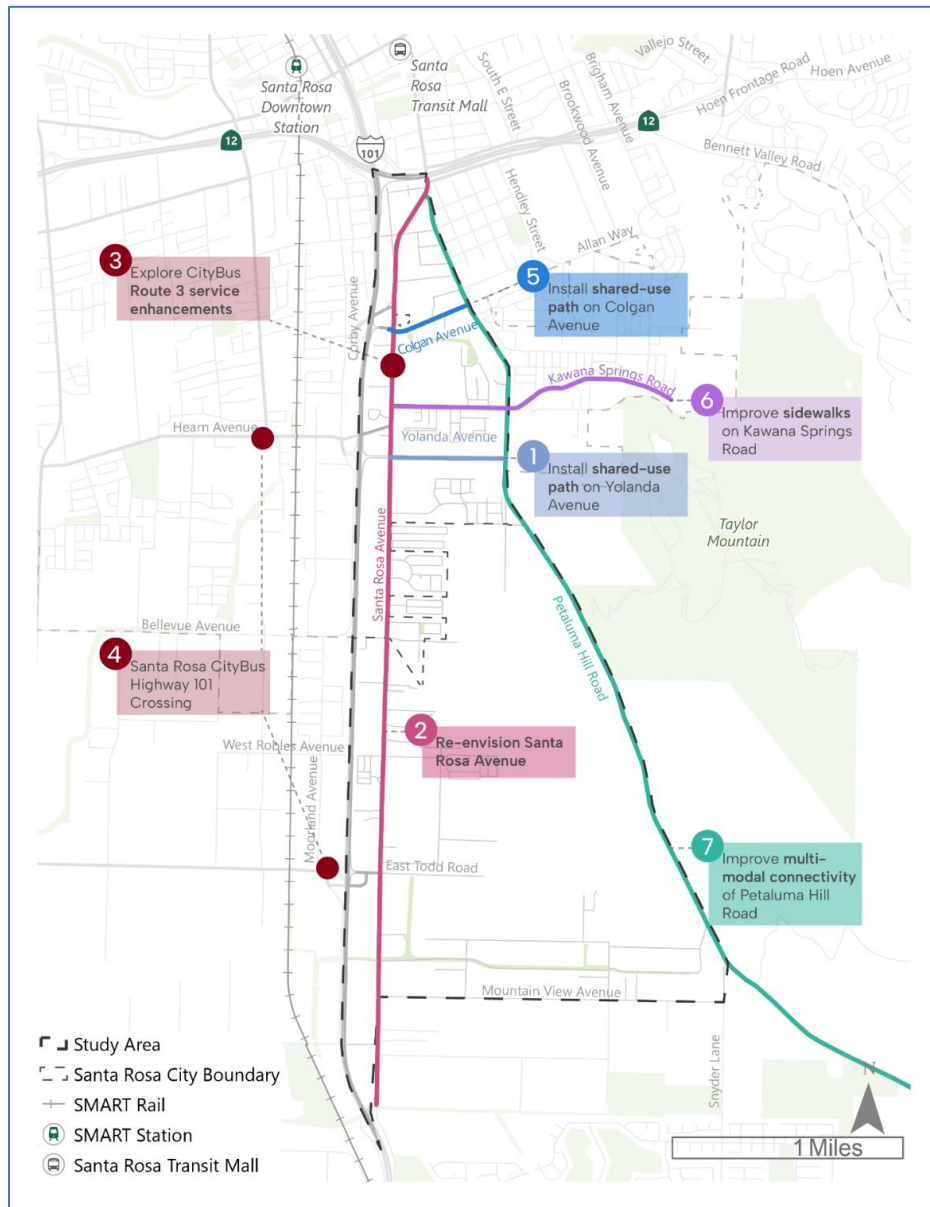 Vallejo Street
Hoen Avenue
Hoen Frontage Road
Brigham Avenue
Brookwood Avenue
South E Street
Santa
Rosa
Transit Mall
Santa Rosa
Downtown
Station
12
12
101
Bennett Valley Road
Hendley Street
Allan Way
3
Explore CityBus
Route 3 service
enhancements
5
Install shared-use
path on Colgan
Avenue
Corby Avenue
Colgan Avenue
Kawana Springs Road
6
Improve sidewalks
on Kawana Springs
Road
Hearn Avenue
Yolanda Avenue
1
Install shared-use
path on Yolanda
Avenue
Taylor
Mountain
Santa Rosa Avenue
Bellevue Avenue
Petaluma Hill Road
4
Santa Rosa CityBus
Highway 101
Crossing
2
Re-envision Santa
Rosa Avenue
West Robles Avenue
Moorland Avenue
East Todd Road
7
Improve multi-
modal connectivity
of Petaluma Hill
Road
Mountain View Avenue
Snyder Lane
Study Area
Santa Rosa City Boundary
SMART Rail
SMART Station
Santa Rosa Transit Mall
N
1 Miles